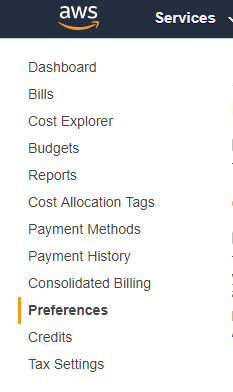 aws
Services
Dashboard
Bills
Cost Explorer
Budgets
Reports
Cost Allocation Tags
Payment Methods
Payment History
Consolidated Billing
Preferences
Credits
Tax Settings